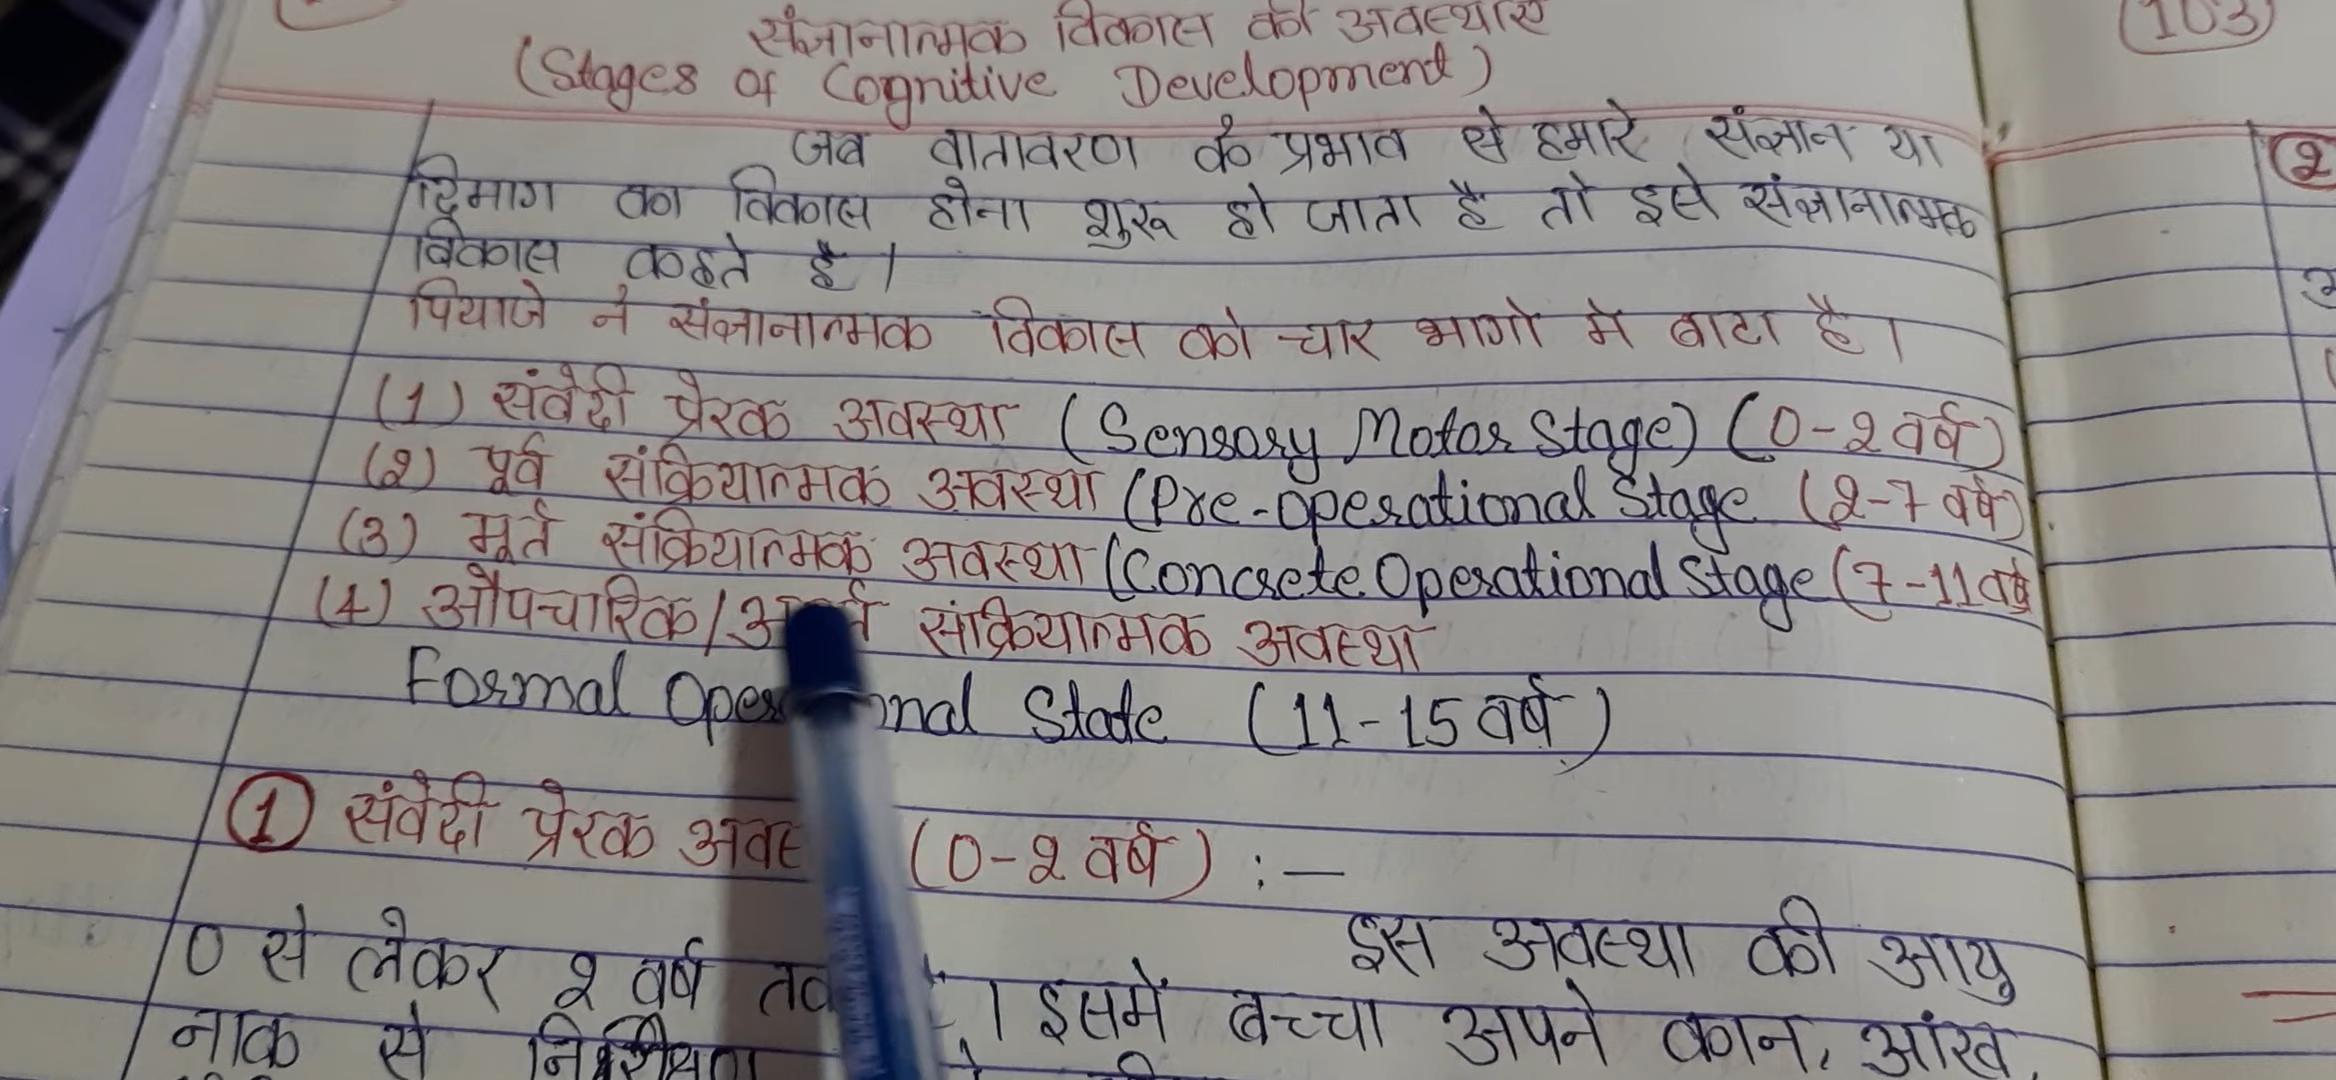 संज्ञानात्मक विकास की अवस्थाएं
(Stages of Cognitive Development)
(103)
जब वातावरण के प्रभाव से हमारे संज्ञान या
दिमाग का विकास होना शुरू हो जाता है तो इसे संज्ञानात्मक
विकास कहते है।
पियाजे ने संज्ञानात्मक विकास को चार भागो मे बाटा है।
(1) संवेदी प्रेरक अवस्था (Sensory Motor Stage) (0-2 वर्ष)
(2) पूर्व संक्रियात्मक अवस्था (Pre-operational Stage (2-7 वर्ष)
(3) मूर्त संक्रियात्मक अवस्था (Concrete Operational Stage (7-11 वर्ष
(4) औपचारिक/ संक्रियात्मक अवस्था
Formal State (11-15 वर्ष)
1 संवेदी प्रेरक (0-2 वर्ष) :-
इस अवस्था की आयु
0 से लेकर 2 वर्ष । इसमें बच्चा अपने कान, आंख,
नाक से
2